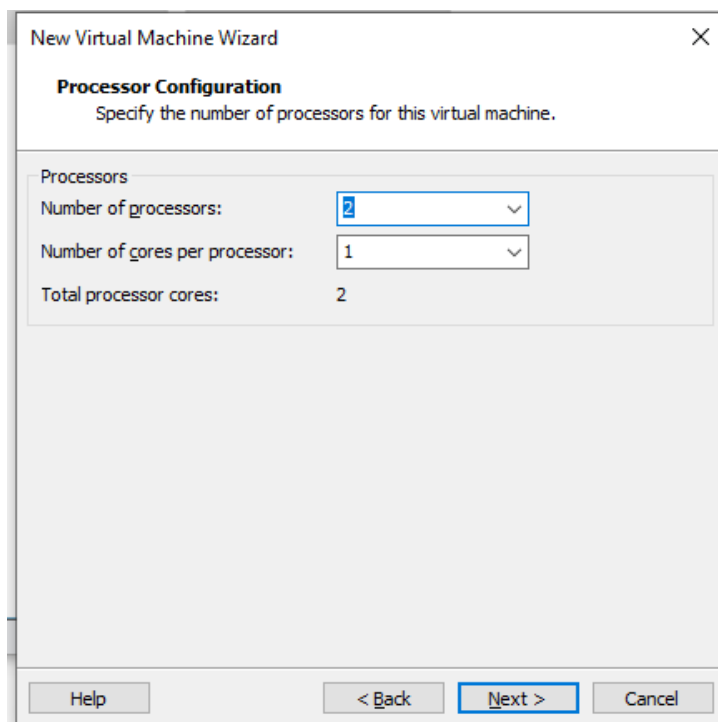 New Virtual Machine Wizard
Processor Configuration
Specify the number of processors for this virtual machine.
Processors
Number of processors: 2
Number of cores per processor: 1
Total processor cores: 2
Help < Back Next > Cancel